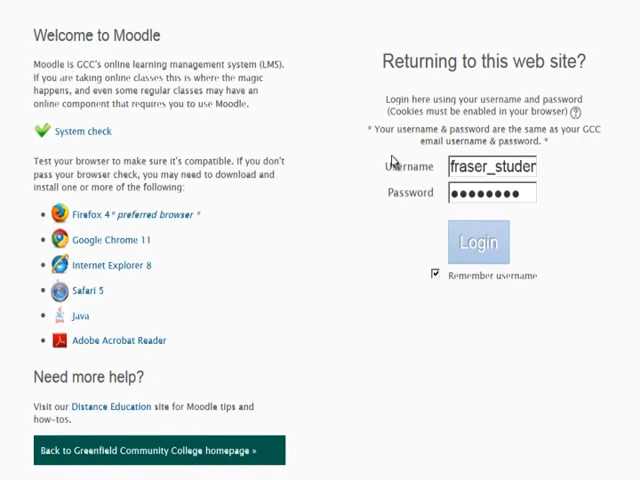 Welcome to Moodle
Moodle is GCC's online learning management system (LMS).
If you are taking online classes this is where the magic
happens, and even some regular classes may have an
online component that requires you to use Moodle.
System check
Test your browser to make sure it's compatible. If you don't
pass your browser check, you may need to download and
install one or more of the following:
Firefox 4* preferred browser *
Google Chrome 11
Internet Explorer 8
Safari 5
Java
Adobe Acrobat Reader
Need more help?
Visit our Distance Education site for Moodle tips and
how-tos.
Back to Greenfield Community College homepage »
Returning to this web site?
Login here using your username and password
(Cookies must be enabled in your browser) ?
* Your username & password are the same as your GCC
email username & password. *
Username fraser_studer
Password ●●●●●●●●
Login
Remember username